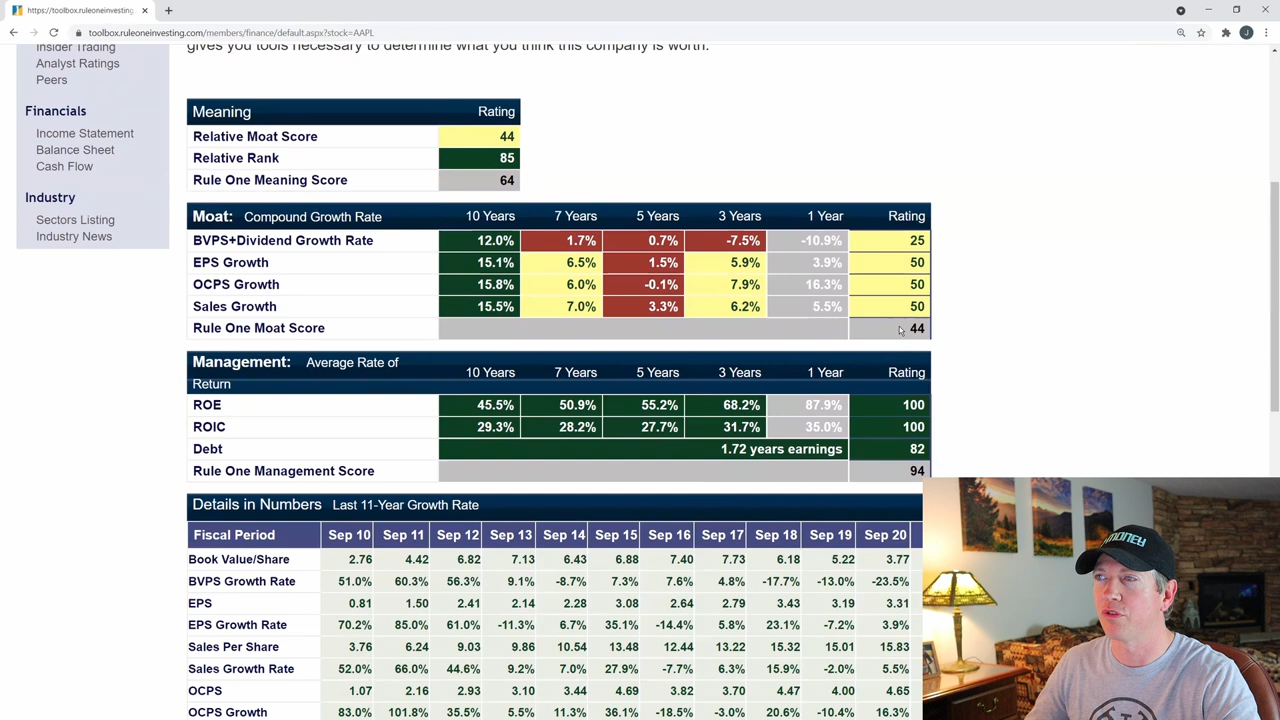 https://toolbox.ruleoneinvesting.
toolbox.ruleoneinvesting.com/members/finance/default.aspx?stock=AAPL
J
Insider Trading
Analyst Ratings
Peers
Financials
Income Statement
Balance Sheet
Cash Flow
Industry
Sectors Listing
Industry News
gives you tools necessary to determine what you think this company is worth.
Meaning Rating
Relative Moat Score 44
Relative Rank 85
Rule One Meaning Score 64
Moat: Compound Growth Rate 10 Years 7 Years 5 Years 3 Years 1 Year Rating
BVPS+Dividend Growth Rate 12.0% 1.7% 0.7% -7.5% -10.9% 25
EPS Growth 15.1% 6.5% 1.5% 5.9% 3.9% 50
OCPS Growth 15.8% 6.0% -0.1% 7.9% 16.3% 50
Sales Growth 15.5% 7.0% 3.3% 6.2% 5.5% 50
Rule One Moat Score 44
Management: Average Rate of
Return 10 Years 7 Years 5 Years 3 Years 1 Year Rating
ROE 45.5% 50.9% 55.2% 68.2% 87.9% 100
ROIC 29.3% 28.2% 27.7% 31.7% 35.0% 100
Debt 1.72 years earnings 82
Rule One Management Score 94
Details in Numbers Last 11-Year Growth Rate
Fiscal Period Sep 10 Sep 11 Sep 12 Sep 13 Sep 14 Sep 15 Sep 16 Sep 17 Sep 18 Sep 19 Sep 20
Book Value/Share 2.76 4.42 6.82 7.13 6.43 6.88 7.40 7.73 6.18 5.22 3.77
BVPS Growth Rate 51.0% 60.3% 56.3% 9.1% -8.7% 7.3% 7.6% 4.8% -17.7% -13.0% -23.5%
EPS 0.81 1.50 2.41 2.14 2.28 3.08 2.64 2.79 3.43 3.19 3.31
EPS Growth Rate 70.2% 85.0% 61.0% -11.3% 6.7% 35.1% -14.4% 5.8% 23.1% -7.2% 3.9%
Sales Per Share 3.76 6.24 9.03 9.86 10.54 13.48 12.44 13.22 15.32 15.01 15.83
Sales Growth Rate 52.0% 66.0% 44.6% 9.2% 7.0% 27.9% -7.7% 6.3% 15.9% -2.0% 5.5%
OCPS 1.07 2.16 2.93 3.10 3.44 4.69 3.82 3.70 4.47 4.00 4.65
OCPS Growth 83.0% 101.8% 35.5% 5.5% 11.3% 36.1% -18.5% -3.0% 20.6% -10.4% 16.3%